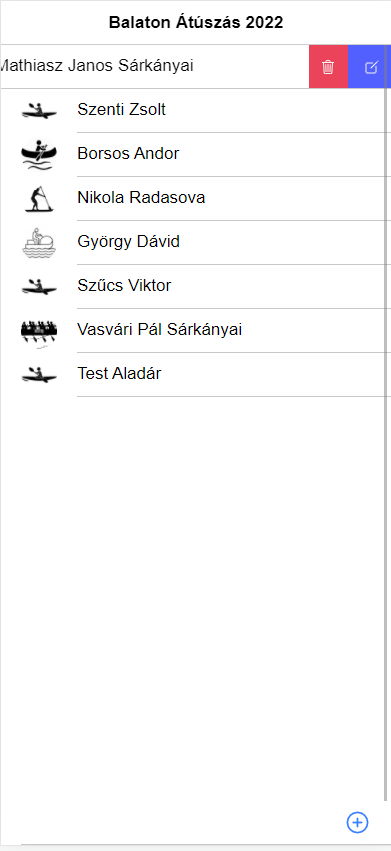 Balaton Átúszás 2022
Mathiasz Janos Sárkányai
Szenti Zsolt
Borsos Andor
Nikola Radasova
György Dávid
Szűcs Viktor
Vasvári Pál Sárkányai
Test Aladár